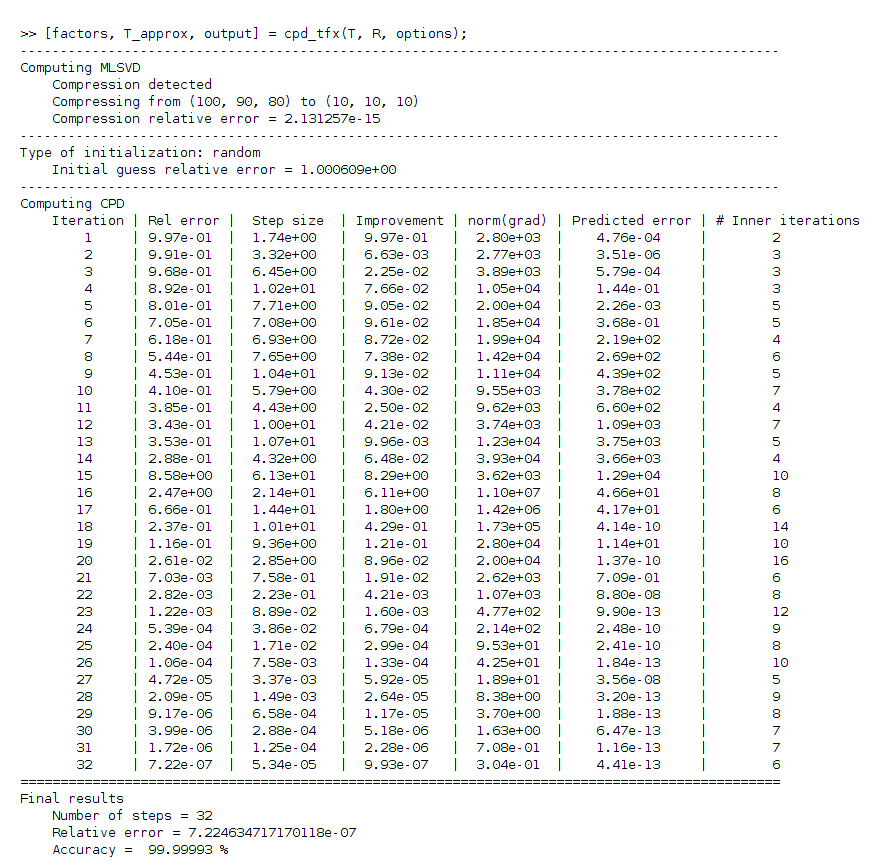 >> [factors, T_approx, output] = cpd_tfx(T, R, options);
-----------------------------------------------------------------------------------------------
Computing MLSVD
    Compression detected
    Compressing from (100, 90, 80) to (10, 10, 10)
    Compression relative error = 2.131257e-15
-----------------------------------------------------------------------------------------------
Type of initialization: random
    Initial guess relative error = 1.000609e+00
-----------------------------------------------------------------------------------------------
Computing CPD
    Iteration | Rel error |  Step size  | Improvement | norm(grad) | Predicted error | # Inner iterations
        1     | 9.97e-01  |  1.74e+00   |  9.97e-01   |  2.80e+03  |    4.76e-04     |        2
        2     | 9.91e-01  |  3.32e+00   |  6.63e-03   |  2.77e+03  |    3.51e-06     |        3
        3     | 9.68e-01  |  6.45e+00   |  2.25e-02   |  3.89e+03  |    5.79e-04     |        3
        4     | 8.92e-01  |  1.02e+01   |  7.66e-02   |  1.05e+04  |    1.44e-01     |        3
        5     | 8.01e-01  |  7.71e+00   |  9.05e-02   |  2.00e+04  |    2.26e-03     |        5
        6     | 7.05e-01  |  7.08e+00   |  9.61e-02   |  1.85e+04  |    3.68e-01     |        5
        7     | 6.18e-01  |  6.93e+00   |  8.72e-02   |  1.99e+04  |    2.19e+02     |        4
        8     | 5.44e-01  |  7.65e+00   |  7.38e-02   |  1.42e+04  |    2.69e+02     |        6
        9     | 4.53e-01  |  1.04e+01   |  9.13e-02   |  1.11e+04  |    4.39e+02     |        5
       10     | 4.10e-01  |  5.79e+00   |  4.30e-02   |  9.55e+03  |    3.78e+02     |        7
       11     | 3.85e-01  |  4.43e+00   |  2.50e-02   |  9.62e+03  |    6.60e+02     |        4
       12     | 3.43e-01  |  1.00e+01   |  4.21e-02   |  3.74e+03  |    1.09e+03     |        7
       13     | 3.53e-01  |  1.07e+01   |  9.96e-03   |  1.23e+04  |    3.75e+03     |        5
       14     | 2.88e-01  |  4.32e+00   |  6.48e-02   |  3.93e+04  |    3.66e+03     |        4
       15     | 8.58e+00  |  6.13e+01   |  8.29e+00   |  3.62e+03  |    1.29e+04     |        10
       16     | 2.47e+00  |  2.14e+01   |  6.11e+00   |  1.10e+07  |    4.66e+01     |        8
       17     | 6.66e-01  |  1.44e+01   |  1.80e+00   |  1.42e+06  |    4.17e+01     |        6
       18     | 2.37e-01  |  1.01e+01   |  4.29e-01   |  1.73e+05  |    4.14e-10     |        14
       19     | 1.16e-01  |  9.36e+00   |  1.21e-01   |  2.80e+04  |    1.14e+01     |        10
       20     | 2.61e-02  |  2.85e+00   |  8.96e-02   |  2.00e+04  |    1.37e-10     |        16
       21     | 7.03e-03  |  7.58e-01   |  1.91e-02   |  2.62e+03  |    7.09e-01     |        6
       22     | 2.82e-03  |  2.23e-01   |  4.21e-03   |  1.07e+03  |    8.80e-08     |        8
       23     | 1.22e-03  |  8.89e-02   |  1.60e-03   |  4.77e+02  |    9.90e-13     |        12
       24     | 5.39e-04  |  3.86e-02   |  6.79e-04   |  2.14e+02  |    2.48e-10     |        9
       25     | 2.40e-04  |  1.71e-02   |  2.99e-04   |  9.53e+01  |    2.41e-10     |        8
       26     | 1.06e-04  |  7.58e-03   |  1.33e-04   |  4.25e+01  |    1.84e-13     |        10
       27     | 4.72e-05  |  3.37e-03   |  5.92e-05   |  1.89e+01  |    3.56e-08     |        5
       28     | 2.09e-05  |  1.49e-03   |  2.64e-05   |  8.38e+00  |    3.20e-13     |        9
       29     | 9.17e-06  |  6.58e-04   |  1.17e-05   |  3.70e+00  |    1.88e-13     |        8
       30     | 3.99e-06  |  2.88e-04   |  5.18e-06   |  1.63e+00  |    6.47e-13     |        7
       31     | 1.72e-06  |  1.25e-04   |  2.28e-06   |  7.08e-01  |    1.16e-13     |        7
       32     | 7.22e-07  |  5.34e-05   |  9.93e-07   |  3.04e-01  |    4.41e-13     |        6
===============================================================================================
Final results
    Number of steps = 32
    Relative error = 7.224634717170118e-07
    Accuracy =  99.99993 %